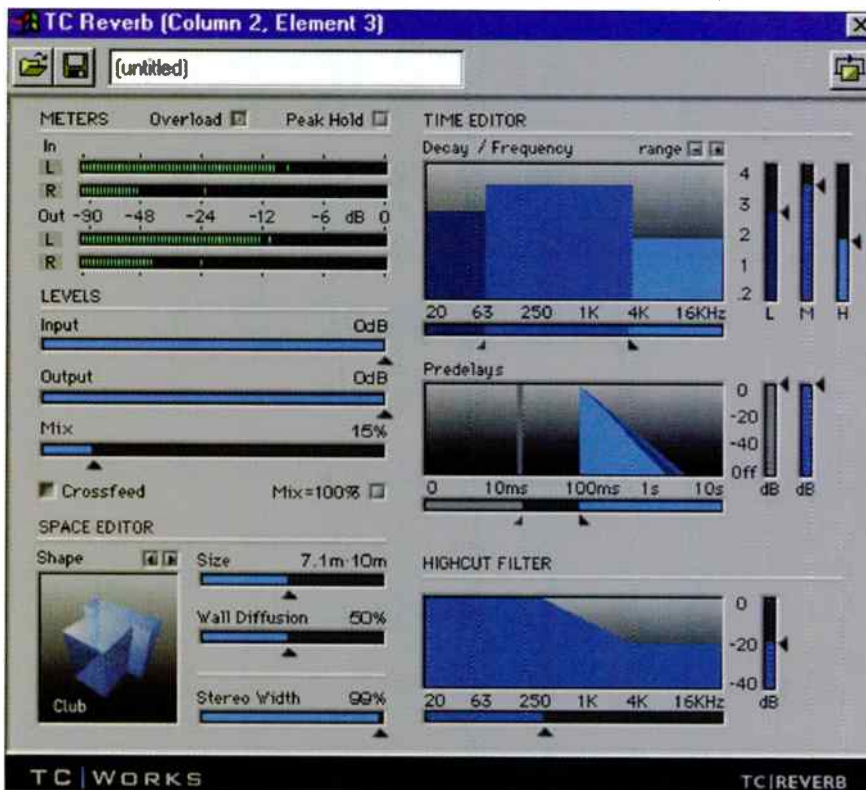 TC Reverb (Column 2, Element 3)
(untitled)
METERS Overload Peak Hold
In
L
R
Out -90 -48 -24 -12 -6 dB 0
L
R
LEVELS
Input 0dB
Output 0dB
Mix 15%
Crossfeed Mix=100%
SPACE EDITOR
Shape
Club
Size 7.1m-10m
Wall Diffusion 50%
Stereo Width 99%
TIME EDITOR
Decay / Frequency range
4
3
2
1
.2
20 63 250 1K 4K 16KHz L M H
Predelays
0
-20
-40
Off
0 10ms 100ms 1s 10s dB dB
HIGHCUT FILTER
0
-20
-40
20 63 250 1K 4K 16KHz dB
TC|WORKS
TC|REVERB